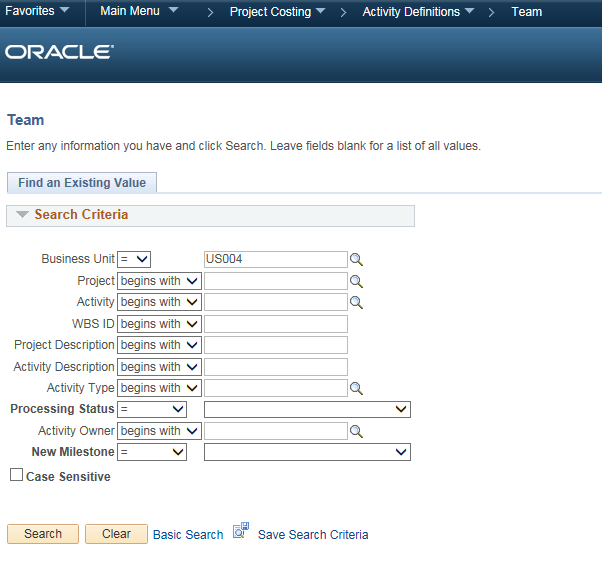 Favorites Main Menu > Project Costing > Activity Definitions > Team
ORACLE®
Team
Enter any information you have and click Search. Leave fields blank for a list of all values.
Find an Existing Value
Search Criteria
Business Unit = US004
Project begins with
Activity begins with
WBS ID begins with
Project Description begins with
Activity Description begins with
Activity Type begins with
Processing Status =
Activity Owner begins with
New Milestone =
Case Sensitive
Search Clear Basic Search Save Search Criteria